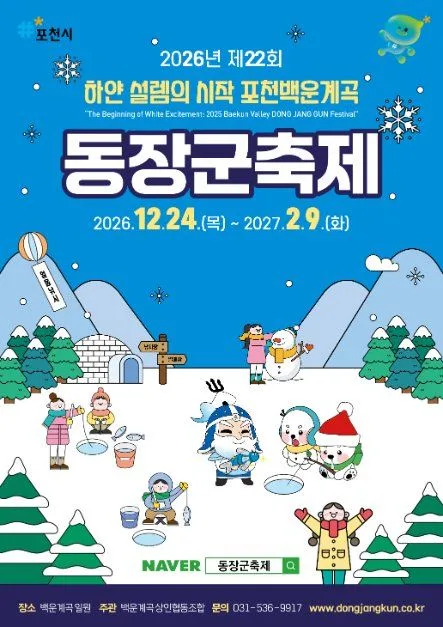 #포천시
2026년 제22회
하얀 설렘의 시작 포천백운계곡
"The Beginning of White Excitement: 2025 Baekun Valley DONG JANG GUN Festival"
동장군축제
2026.12.24.(목) ~ 2027.2.9.(화)
얼음낚시
낚시터
NAVER 동장군축제
장소 백운계곡 일원 주관 백운계곡상인협동조합 문의 031-536-9917 www.dongjangkun.co.kr